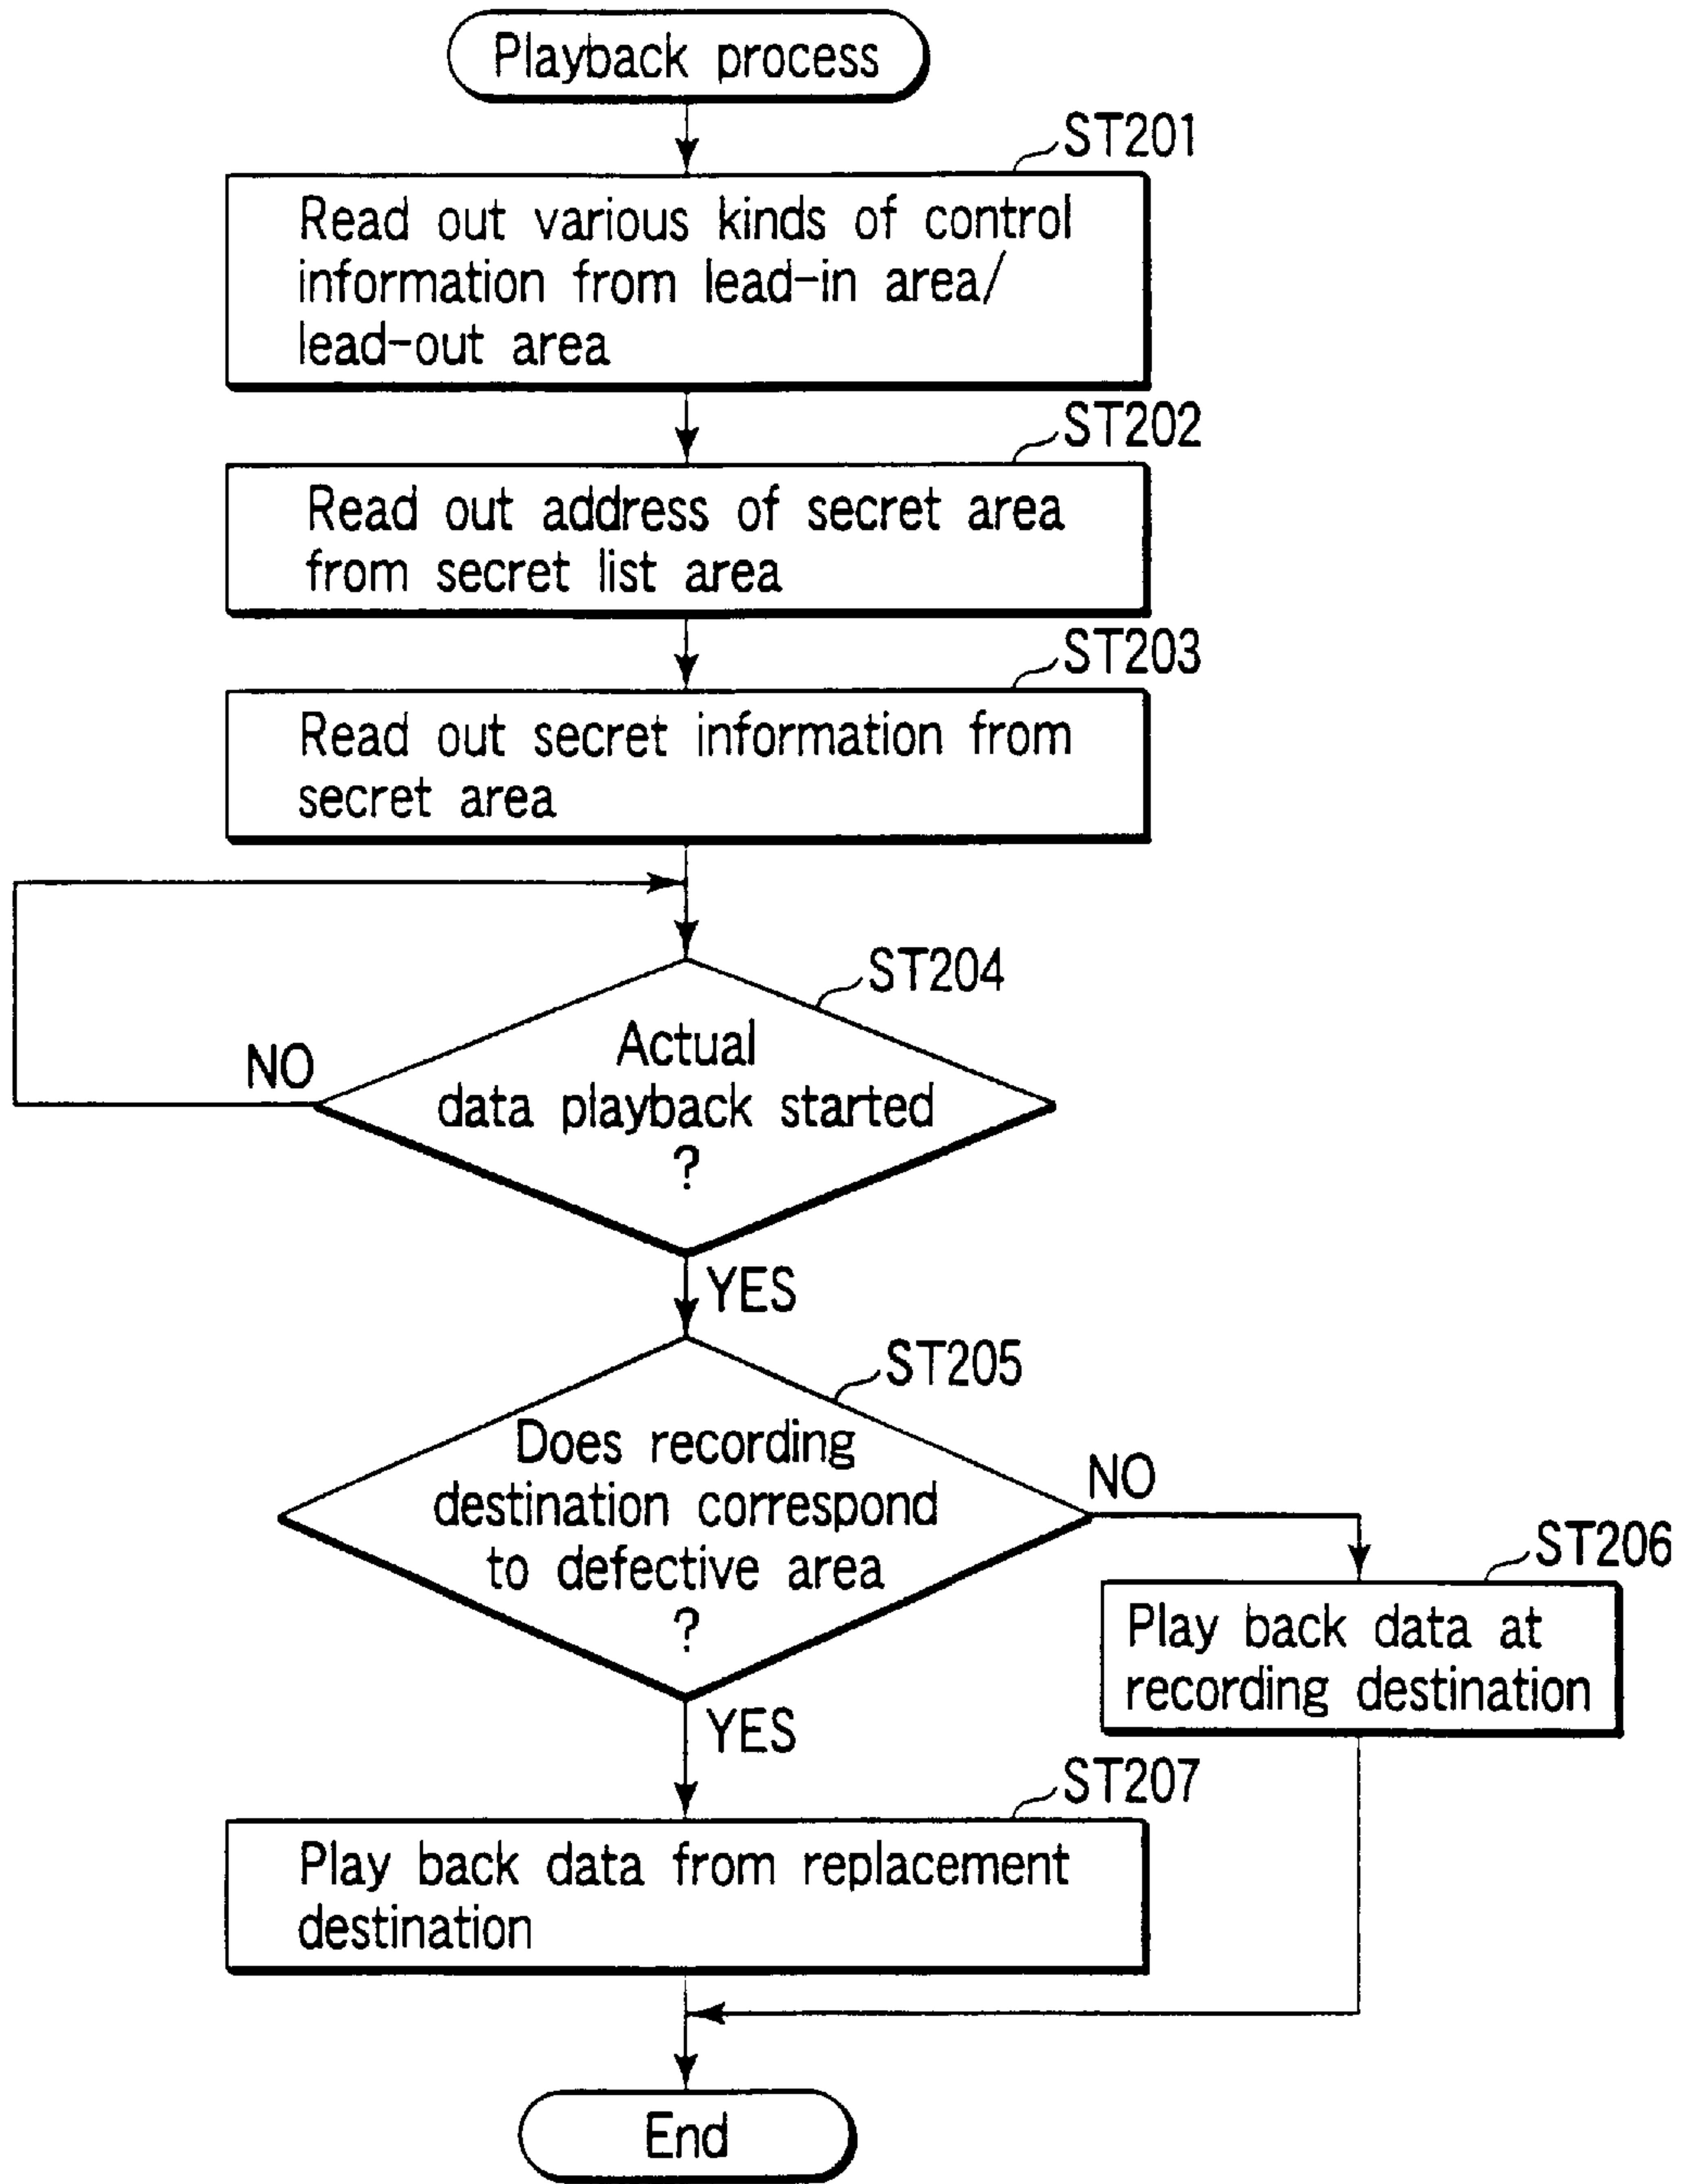 Playback process
ST201
Read out various kinds of control
information from lead-in area/
lead-out area
ST202
Read out address of secret area
from secret list area
ST203
Read out secret information from
secret area
ST204
Actual
data playback started
?
NO
YES
ST205
Does recording
destination correspond
to defective area
?
NO
ST206
Play back data at
recording destination
YES
ST207
Play back data from replacement
destination
End